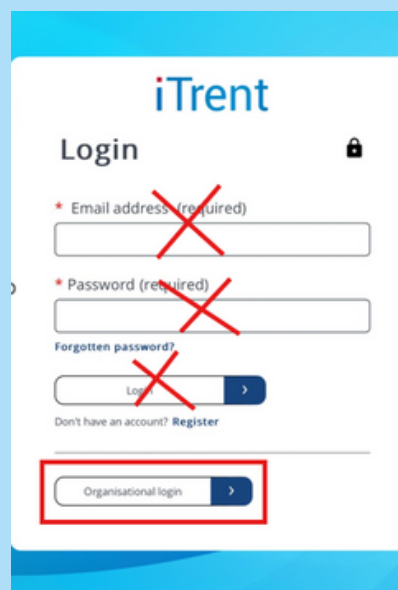 iTrent
Login
* Email address (required)
* Password (required)
Forgotten password?
Login
Don't have an account? Register
Organisational login